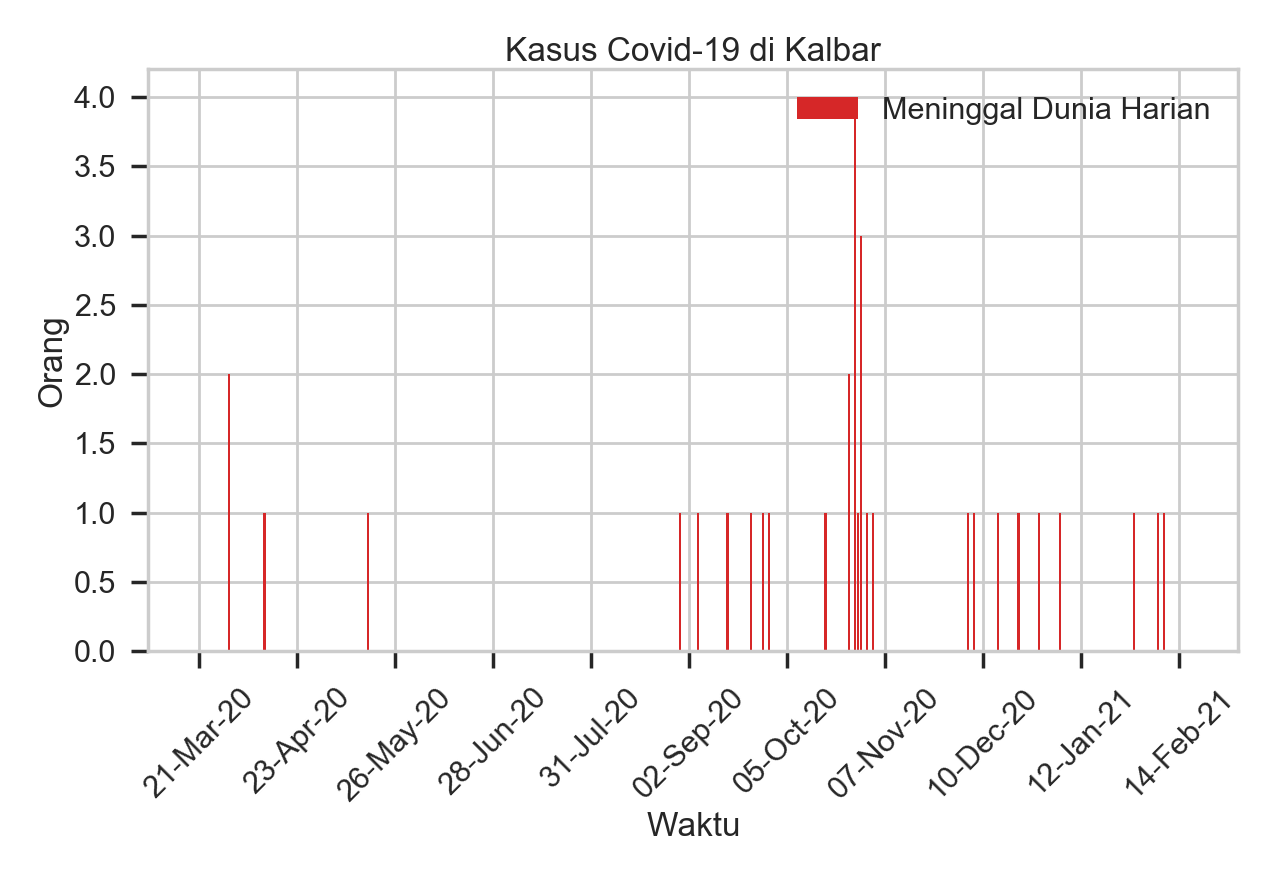 Kasus Covid-19 di Kalbar
Meninggal Dunia Harian
Orang
4.0
3.5
3.0
2.5
2.0
1.5
1.0
0.5
0.0
21-Mar-20
23-Apr-20
26-May-20
28-Jun-20
31-Jul-20
02-Sep-20
05-Oct-20
07-Nov-20
10-Dec-20
12-Jan-21
14-Feb-21
Waktu